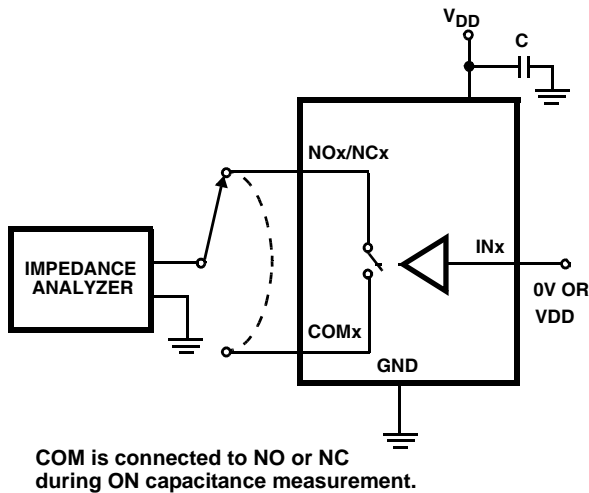 VDD
C
NOx/NCx
INx
IMPEDANCE
ANALYZER
0V OR
VDD
COMx
GND
COM is connected to NO or NC
during ON capacitance measurement.